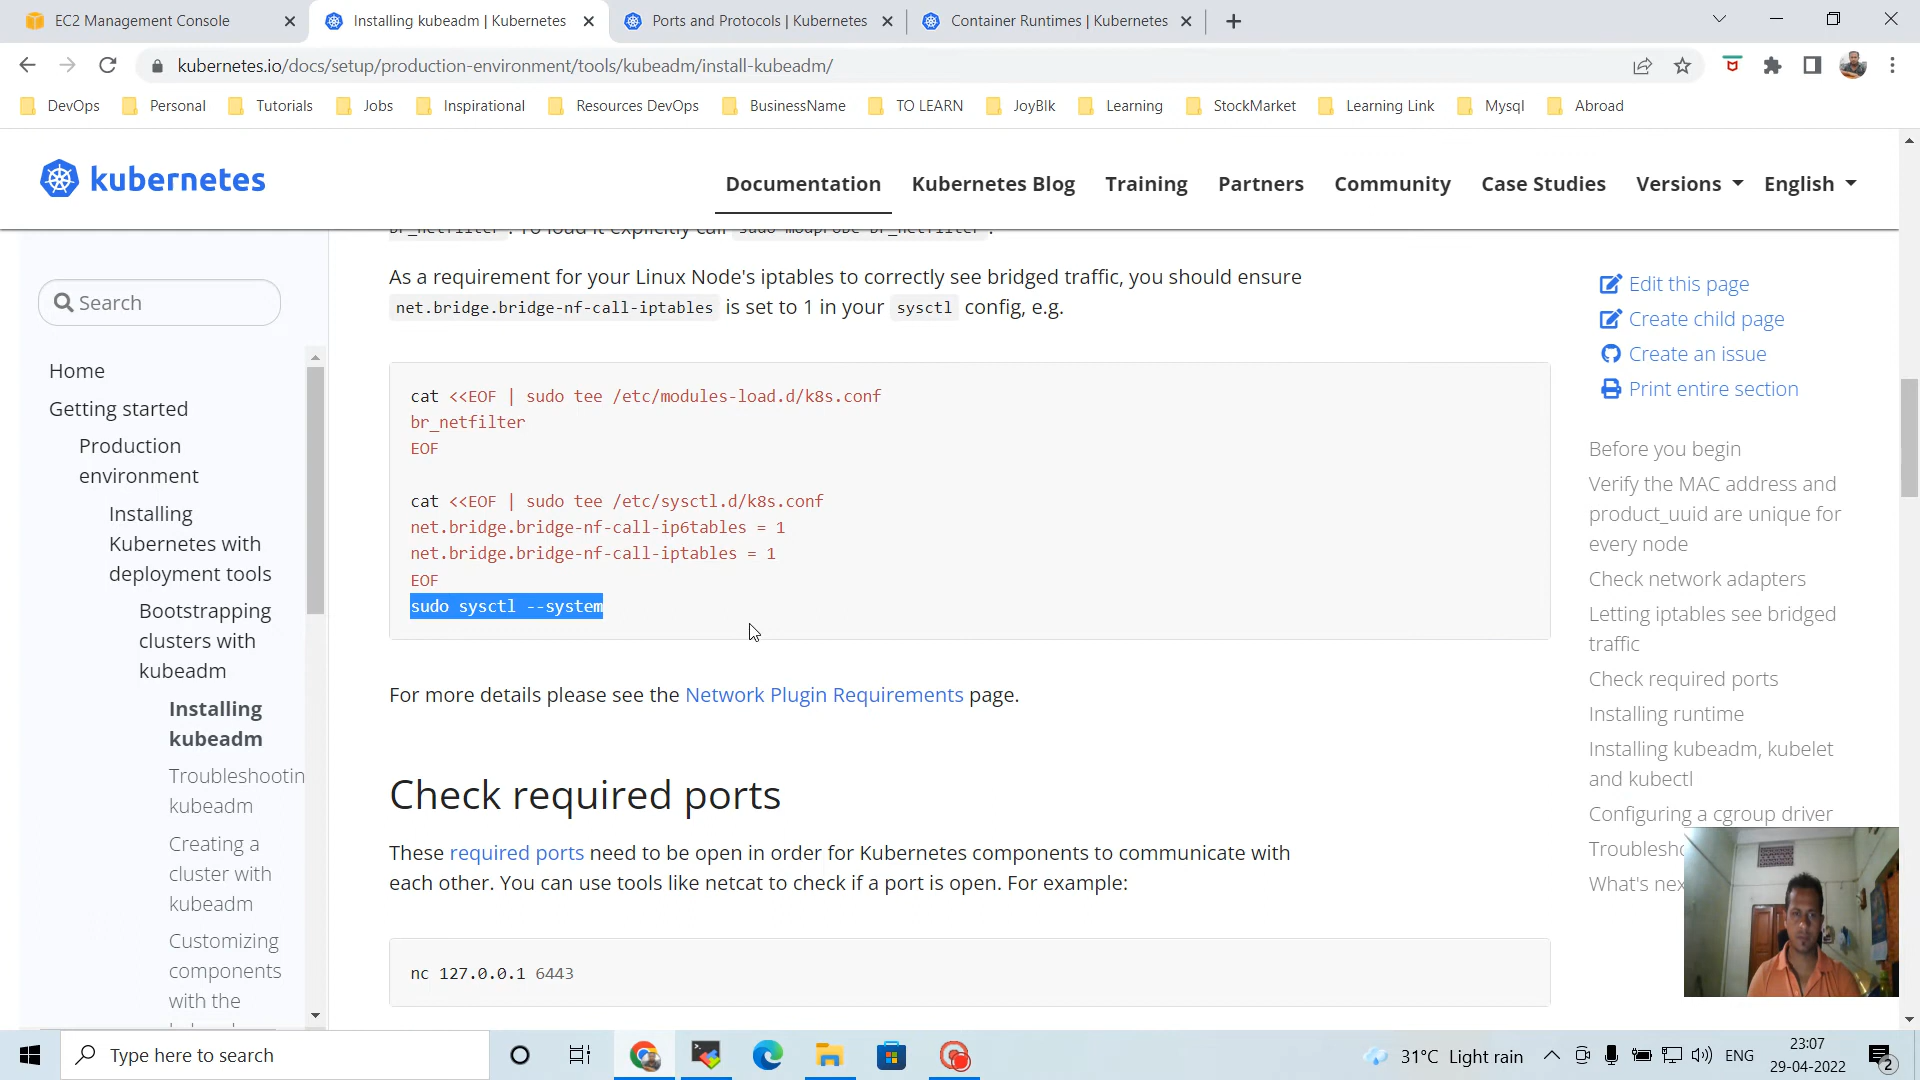 EC2 Management Console
Installing kubeadm | Kubernetes
Ports and Protocols | Kubernetes
Container Runtimes | Kubernetes
kubernetes.io/docs/setup/production-environment/tools/kubeadm/install-kubeadm/
DevOps
Personal
Tutorials
Jobs
Inspirational
Resources DevOps
BusinessName
TO LEARN
JoyBlk
Learning
StockMarket
Learning Link
Mysql
Abroad
kubernetes
Documentation
Kubernetes Blog
Training
Partners
Community
Case Studies
Versions
English
Search
Home
Getting started
Production
environment
Installing
Kubernetes with
deployment tools
Bootstrapping
clusters with
kubeadm
Installing
kubeadm
Troubleshootin
kubeadm
Creating a
cluster with
kubeadm
Customizing
components
with the
br_netfilter . To load it explicitly call sudo modprobe br_netfilter .
As a requirement for your Linux Node's iptables to correctly see bridged traffic, you should ensure
net.bridge.bridge-nf-call-iptables is set to 1 in your sysctl config, e.g.
cat <<EOF | sudo tee /etc/modules-load.d/k8s.conf
br_netfilter
EOF
cat <<EOF | sudo tee /etc/sysctl.d/k8s.conf
net.bridge.bridge-nf-call-ip6tables = 1
net.bridge.bridge-nf-call-iptables = 1
EOF
sudo sysctl --system
For more details please see the Network Plugin Requirements page.
Check required ports
These required ports need to be open in order for Kubernetes components to communicate with
each other. You can use tools like netcat to check if a port is open. For example:
nc 127.0.0.1 6443
Edit this page
Create child page
Create an issue
Print entire section
Before you begin
Verify the MAC address and
product_uuid are unique for
every node
Check network adapters
Letting iptables see bridged
traffic
Check required ports
Installing runtime
Installing kubeadm, kubelet
and kubectl
Configuring a cgroup driver
Troublesho
What's nex
Type here to search
31°C Light rain
ENG
23:07
29-04-2022
2